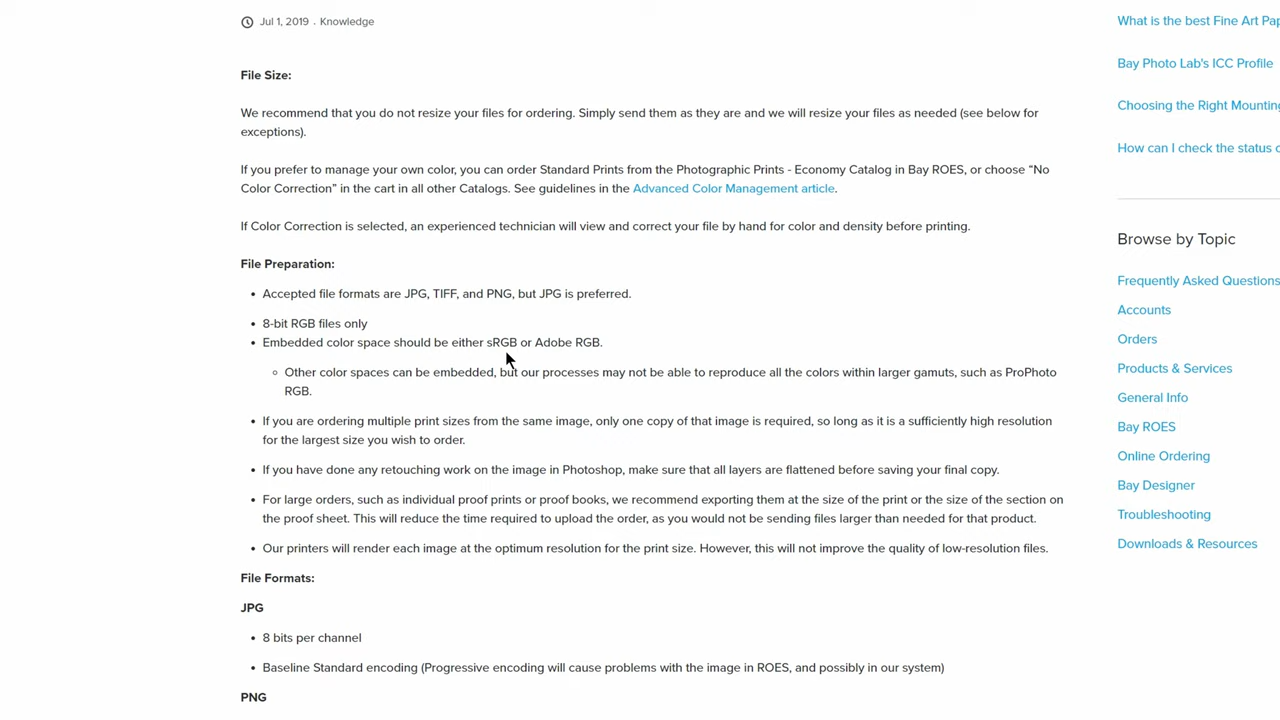 Jul 1, 2019 . Knowledge
File Size:
We recommend that you do not resize your files for ordering. Simply send them as they are and we will resize your files as needed (see below for
exceptions).
If you prefer to manage your own color, you can order Standard Prints from the Photographic Prints - Economy Catalog in Bay ROES, or choose “No
Color Correction” in the cart in all other Catalogs. See guidelines in the Advanced Color Management article.
If Color Correction is selected, an experienced technician will view and correct your file by hand for color and density before printing.
File Preparation:
• Accepted file formats are JPG, TIFF, and PNG, but JPG is preferred.
• 8-bit RGB files only
• Embedded color space should be either sRGB or Adobe RGB.
◦ Other color spaces can be embedded, but our processes may not be able to reproduce all the colors within larger gamuts, such as ProPhoto
RGB.
• If you are ordering multiple print sizes from the same image, only one copy of that image is required, so long as it is a sufficiently high resolution
for the largest size you wish to order.
• If you have done any retouching work on the image in Photoshop, make sure that all layers are flattened before saving your final copy.
• For large orders, such as individual proof prints or proof books, we recommend exporting them at the size of the print or the size of the section on
the proof sheet. This will reduce the time required to upload the order, as you would not be sending files larger than needed for that product.
• Our printers will render each image at the optimum resolution for the print size. However, this will not improve the quality of low-resolution files.
File Formats:
JPG
• 8 bits per channel
• Baseline Standard encoding (Progressive encoding will cause problems with the image in ROES, and possibly in our system)
PNG
What is the best Fine Art
Bay Photo Lab's ICC Profile
Choosing the Right Mounting
How can I check the status
Browse by Topic
Frequently Asked Questions
Accounts
Orders
Products & Services
General Info
Bay ROES
Online Ordering
Bay Designer
Troubleshooting
Downloads & Resources